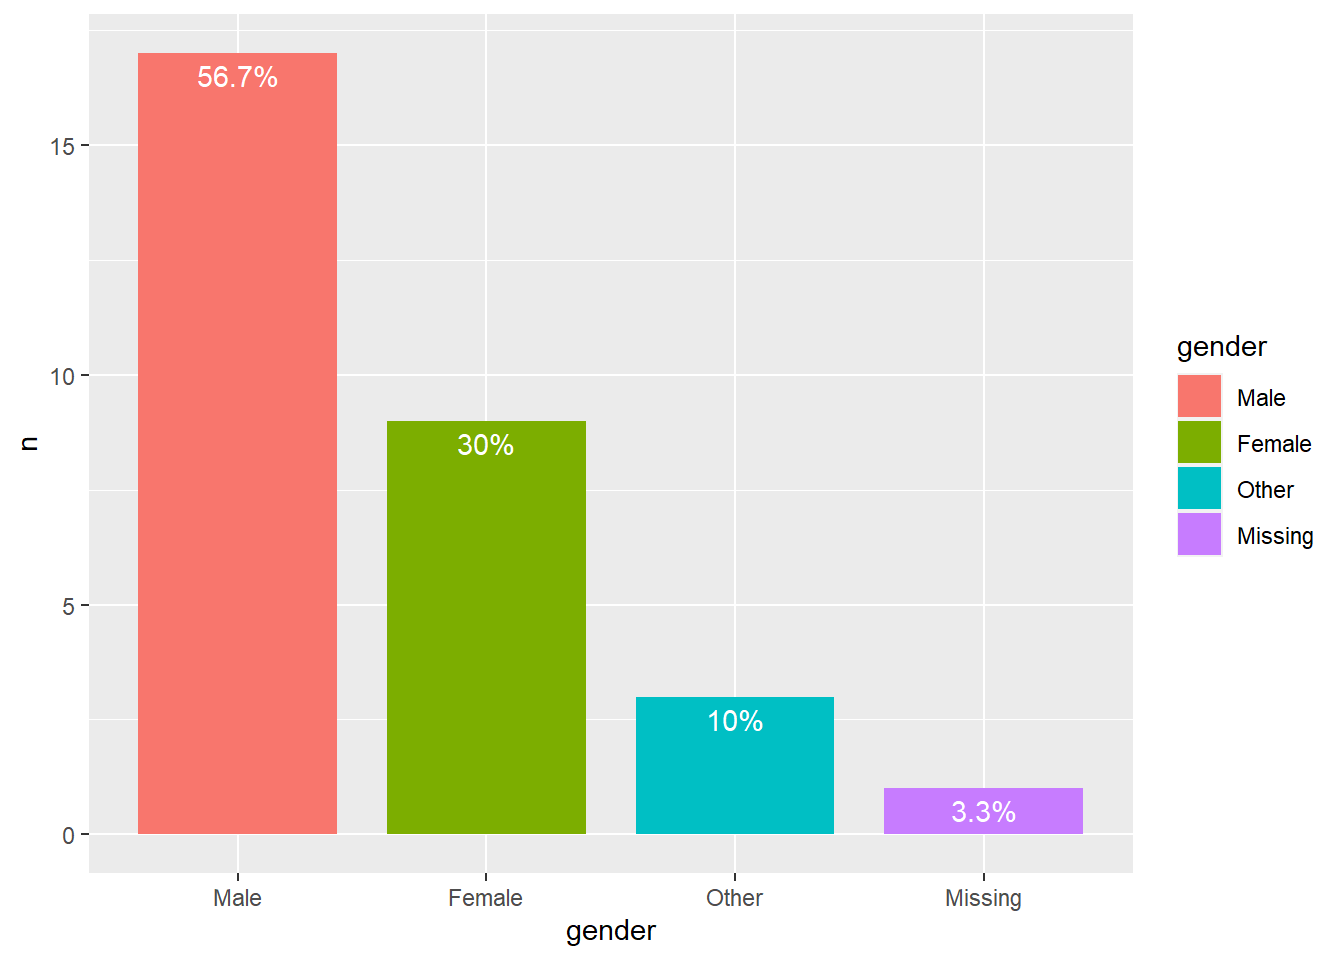 56.7%
30%
10%
3.3%
15
10
5
0
n
Male
Female
Other
Missing
gender
gender
Male
Female
Other
Missing